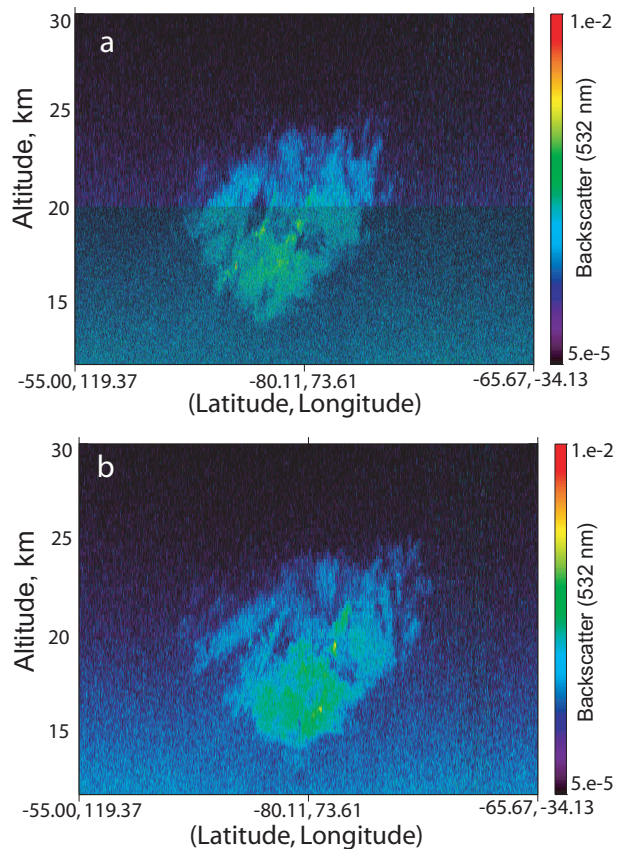 a
30
25
20
15
Altitude, km
-55.00, 119.37
-80.11, 73.61
-65.67, -34.13
(Latitude, Longitude)
1.e-2
Backscatter (532 nm)
5.e-5
b
30
25
20
15
Altitude, km
-55.00, 119.37
-80.11, 73.61
-65.67, -34.13
(Latitude, Longitude)
1.e-2
Backscatter (532 nm)
5.e-5